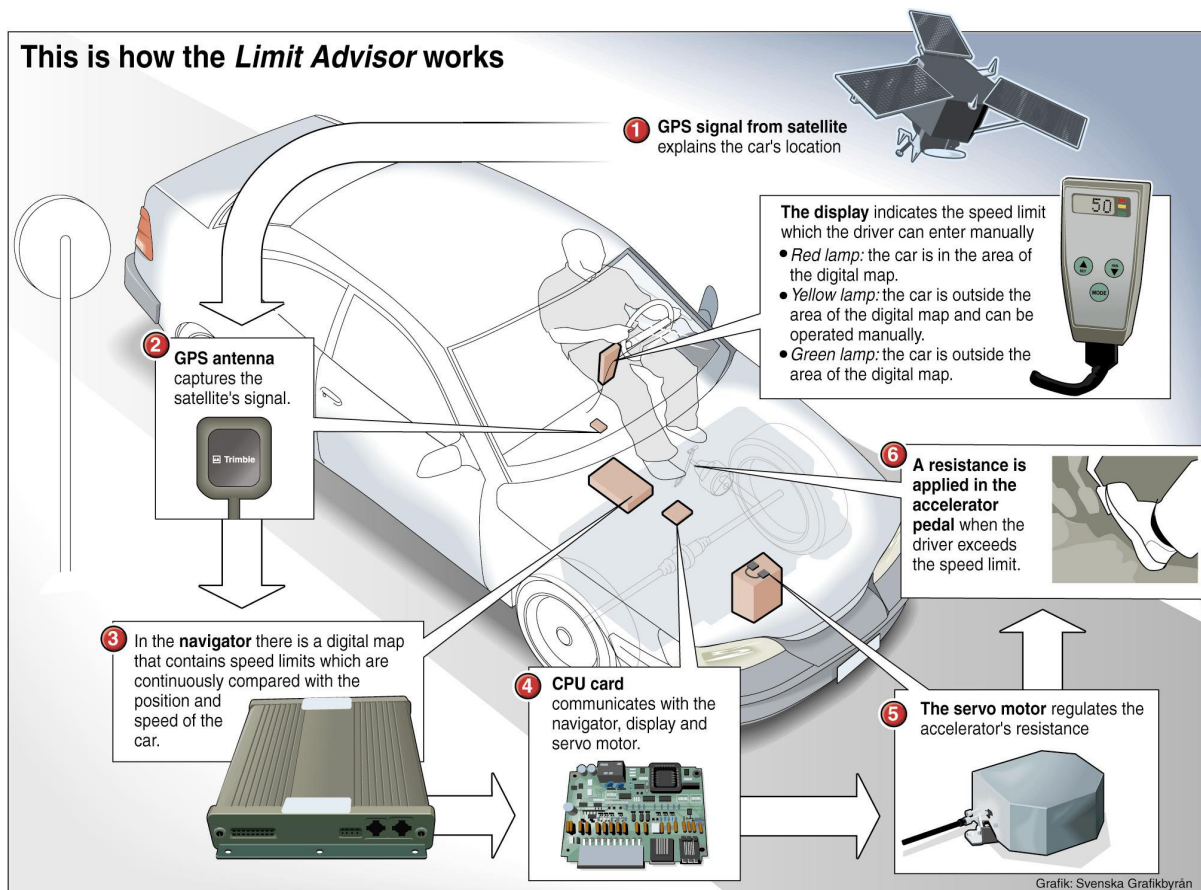 This is how the Limit Advisor works
1 GPS signal from satellite
explains the car's location
The display indicates the speed limit
which the driver can enter manually
• Red lamp: the car is in the area of
the digital map.
• Yellow lamp: the car is outside the
area of the digital map and can be
operated manually.
• Green lamp: the car is outside the
area of the digital map.
50
MODE
2 GPS antenna
captures the
satellite's signal.
Trimble
3 In the navigator there is a digital map
that contains speed limits which are
continuously compared with the
position and
speed of the
car.
4 CPU card
communicates with the
navigator, display and
servo motor.
5 The servo motor regulates the
accelerator's resistance
6 A resistance is
applied in the
accelerator
pedal when the
driver exceeds
the speed limit.
Grafik: Svenska Grafikbyrån